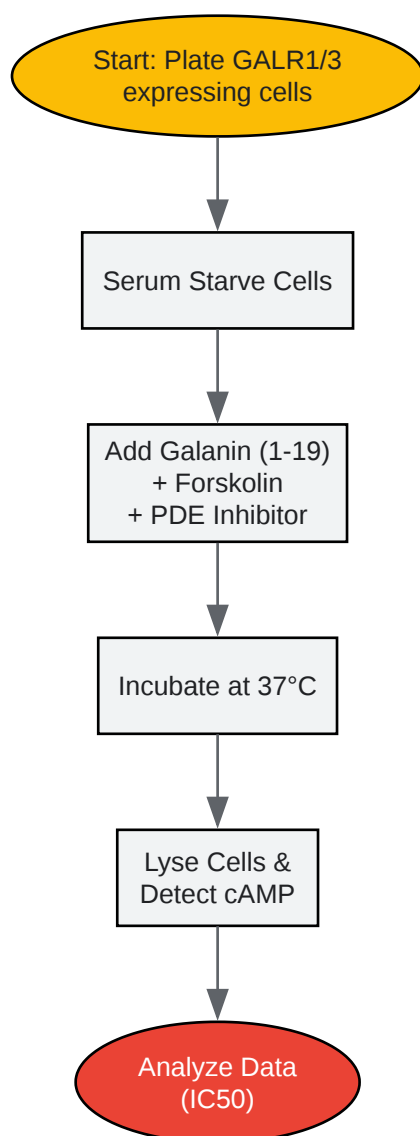 Start: Plate GALR1/3
expressing cells
Serum Starve Cells
Add Galanin (1-19)
+ Forskolin
+ PDE Inhibitor
Incubate at 37°C
Lyse Cells &
Detect cAMP
Analyze Data
(IC50)